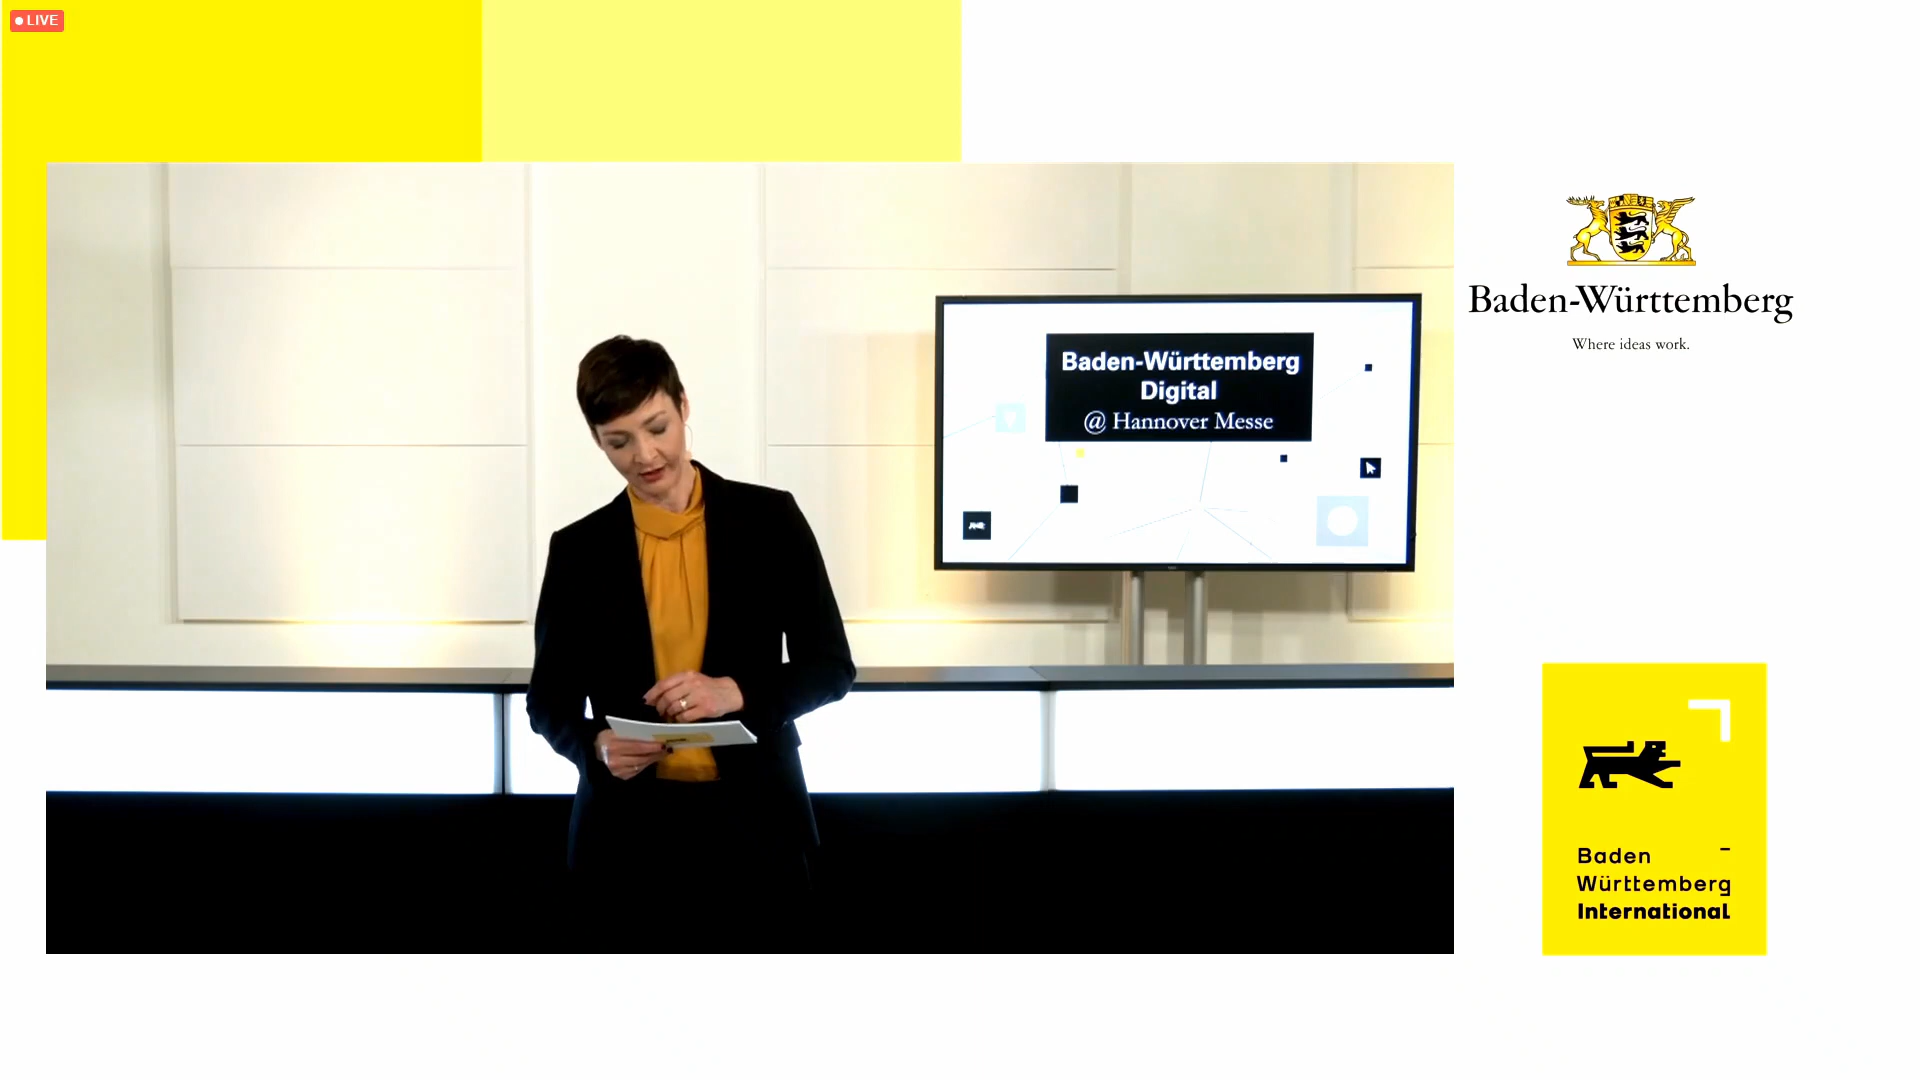 LIVE
Baden-Württemberg
Digital
@ Hannover Messe
Baden-Württemberg
Where ideas work.
Baden –
Württemberg
International